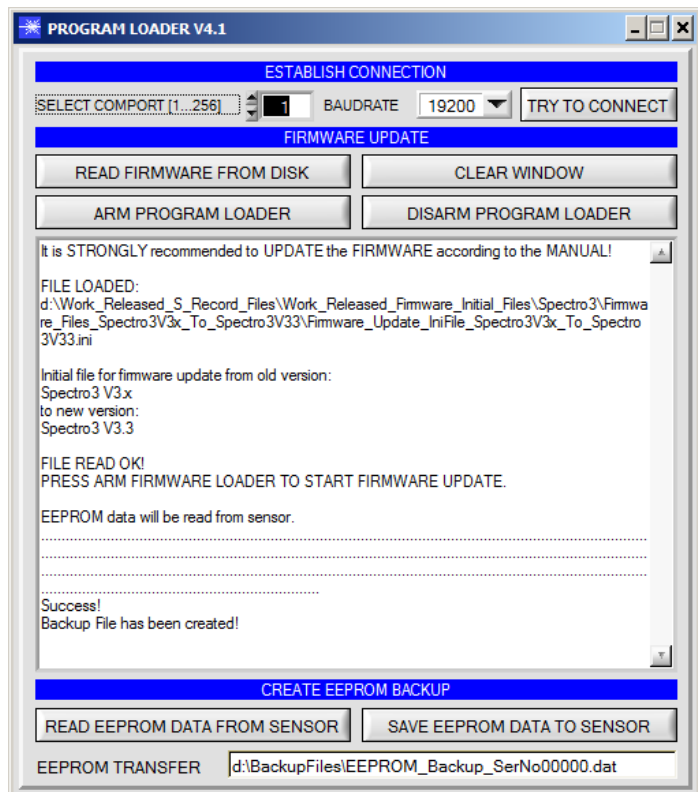 PROGRAM LOADER V4.1
ESTABLISH CONNECTION
SELECT COMPORT [1...256] 1 BAUDRATE 19200 TRY TO CONNECT
FIRMWARE UPDATE
READ FIRMWARE FROM DISK CLEAR WINDOW
ARM PROGRAM LOADER DISARM PROGRAM LOADER
It is STRONGLY recommended to UPDATE the FIRMWARE according to the MANUAL!
FILE LOADED:
d:\Work_Released_S_Record_Files\Work_Released_Firmware_Initial_Files\Spectro3\Firmwa
re_Files_Spectro3V3x_To_Spectro3V33\Firmware_Update_IniFile_Spectro3V3x_To_Spectro
3V33.ini
Initial file for firmware update from old version:
Spectro3 V3.x
to new version:
Spectro3 V3.3
FILE READ OK!
PRESS ARM FIRMWARE LOADER TO START FIRMWARE UPDATE.
EEPROM data will be read from sensor.
Success!
Backup File has been created!
CREATE EEPROM BACKUP
READ EEPROM DATA FROM SENSOR SAVE EEPROM DATA TO SENSOR
EEPROM TRANSFER d:\BackupFiles\EEPROM_Backup_SerNo00000.dat